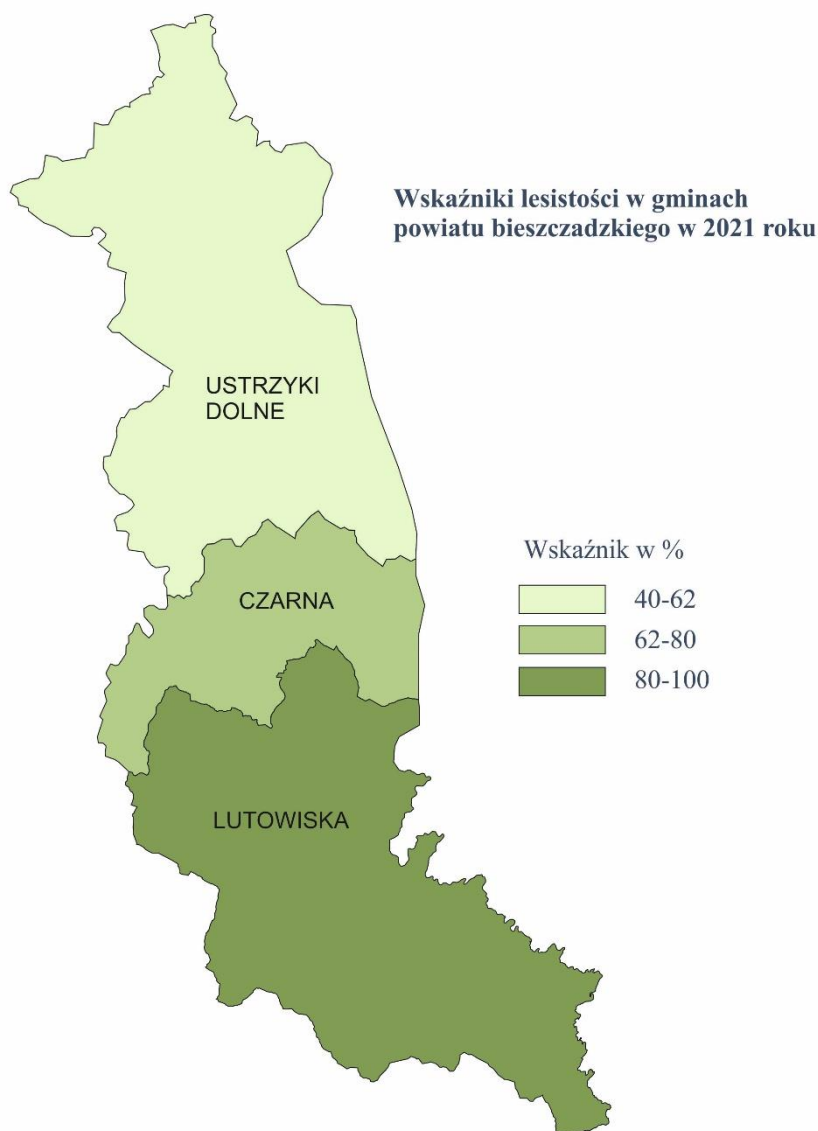 Wskaźniki lesistości w gminach
powiatu bieszczadzkiego w 2021 roku
USTRZYKI
DOLNE
Wskaźnik w %
CZARNA
40-62
62-80
80-100
LUTOWISKA